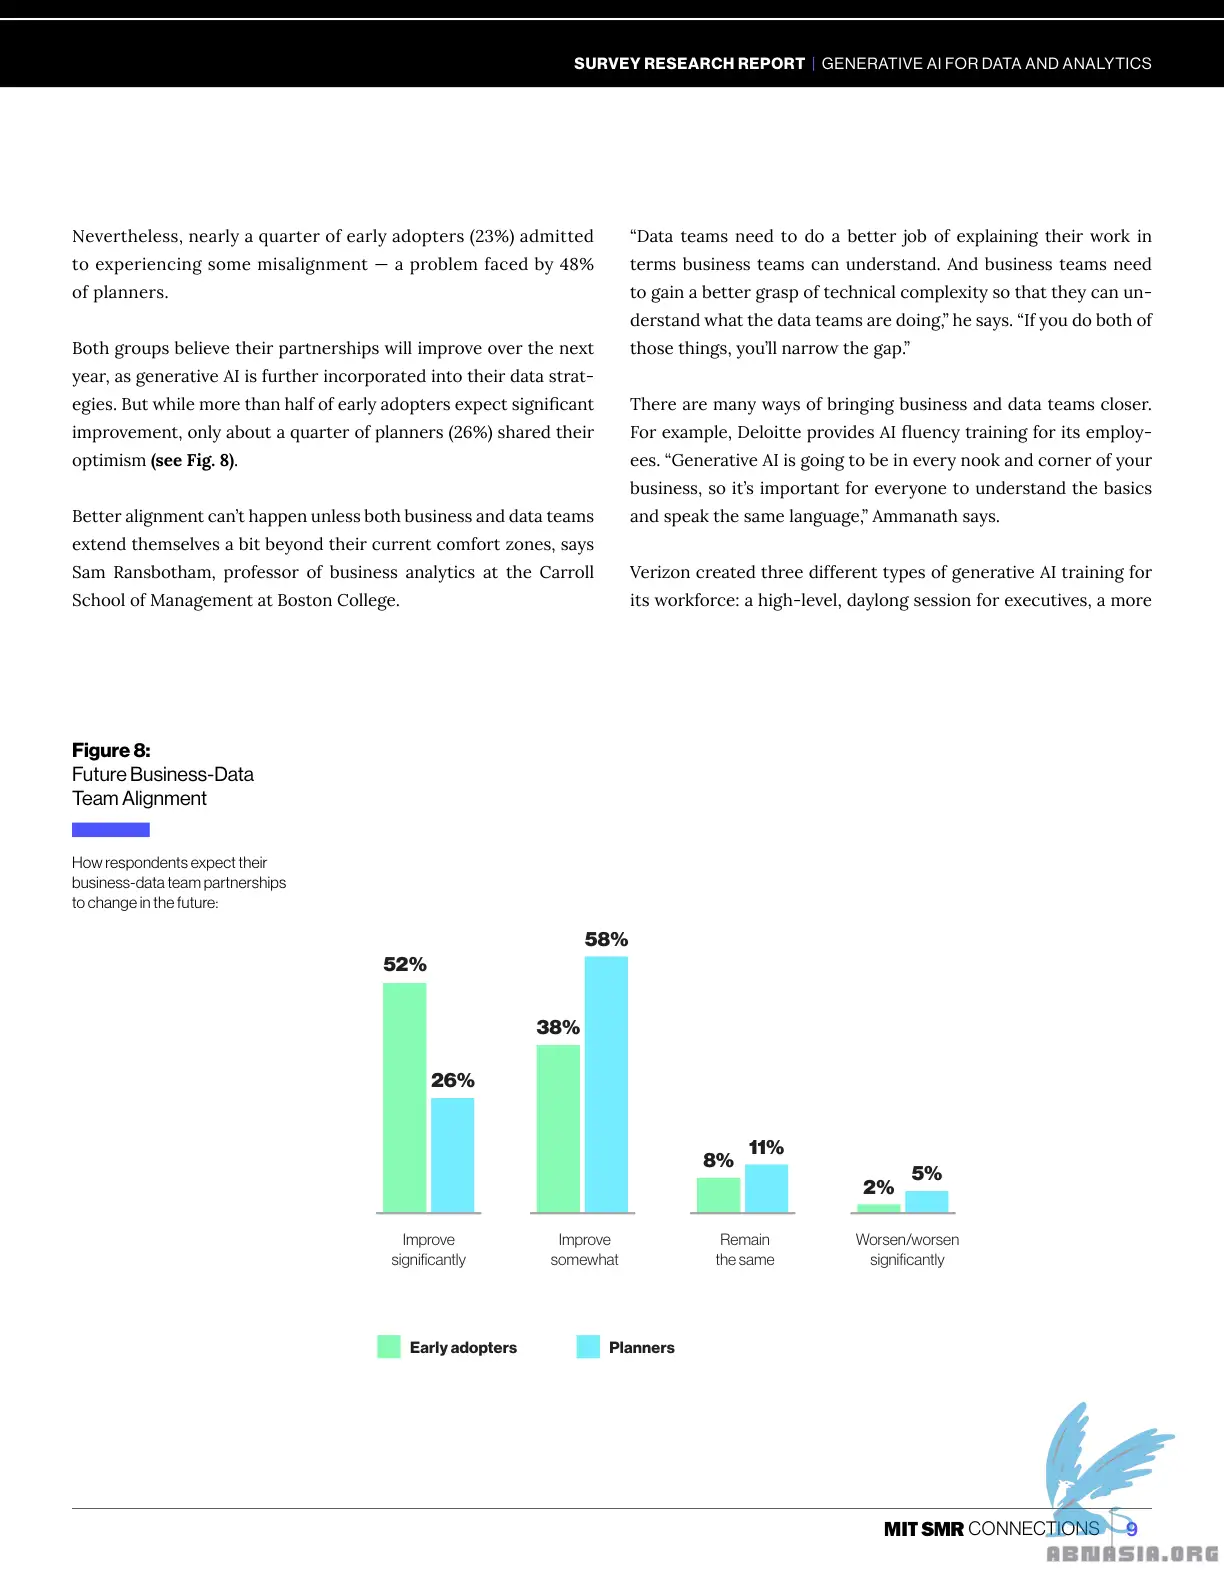 SURVEY RESEARCH REPORT | GENERATIVE AI FOR DATA AND ANALYTICS
Nevertheless, nearly a quarter of early adopters (23%) admitted
to experiencing some misalignment — a problem faced by 48%
of planners.
Both groups believe their partnerships will improve over the next
year, as generative AI is further incorporated into their data strat-
egies. But while more than half of early adopters expect significant
improvement, only about a quarter of planners (26%) shared their
optimism (see Fig. 8).
Better alignment can’t happen unless both business and data teams
extend themselves a bit beyond their current comfort zones, says
Sam Ransbotham, professor of business analytics at the Carroll
School of Management at Boston College.
“Data teams need to do a better job of explaining their work in
terms business teams can understand. And business teams need
to gain a better grasp of technical complexity so that they can un-
derstand what the data teams are doing,” he says. “If you do both of
those things, you’ll narrow the gap.”
There are many ways of bringing business and data teams closer.
For example, Deloitte provides AI fluency training for its employ-
ees. “Generative AI is going to be in every nook and corner of your
business, so it’s important for everyone to understand the basics
and speak the same language,” Ammanath says.
Verizon created three different types of generative AI training for
its workforce: a high-level, daylong session for executives, a more
Figure 8:
Future Business-Data
Team Alignment
How respondents expect their
business-data team partnerships
to change in the future:
52%
26%
38%
58%
8%
11%
2%
5%
Improve
significantly
Improve
somewhat
Remain
the same
Worsen/worsen
significantly
Early adopters
Planners
MIT SMR CONNECTIONS | 9
ABNASIA.ORG